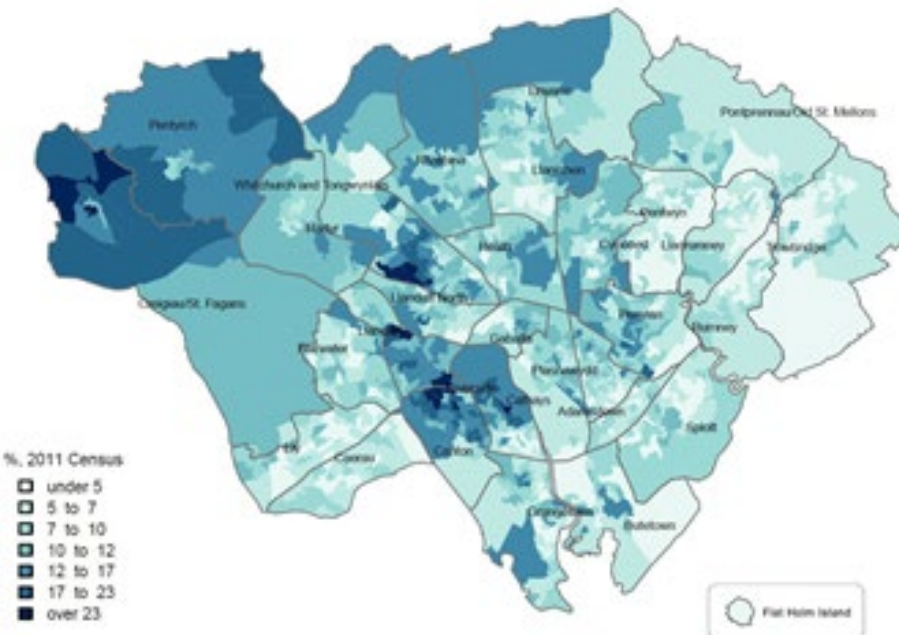 Lisvane
Pontprennau/Old St. Mellons
Pentyrch
Rhiwbina
Llanishen
Whitchurch and Tongwynlais
Pentwyn
Radyr
Heath
Cyncoed
Llanrumney
Trowbridge
Llandaff North
Creigiau/St. Fagans
Penylan
Rumney
Gabalfa
Fairwater
Plasnewydd
Adamsdown
Splott
Ely
Caerau
Canton
Grangetown
Butetown
%, 2011 Census
under 5
5 to 7
7 to 10
10 to 12
12 to 17
17 to 23
over 23
Flat Holm Island